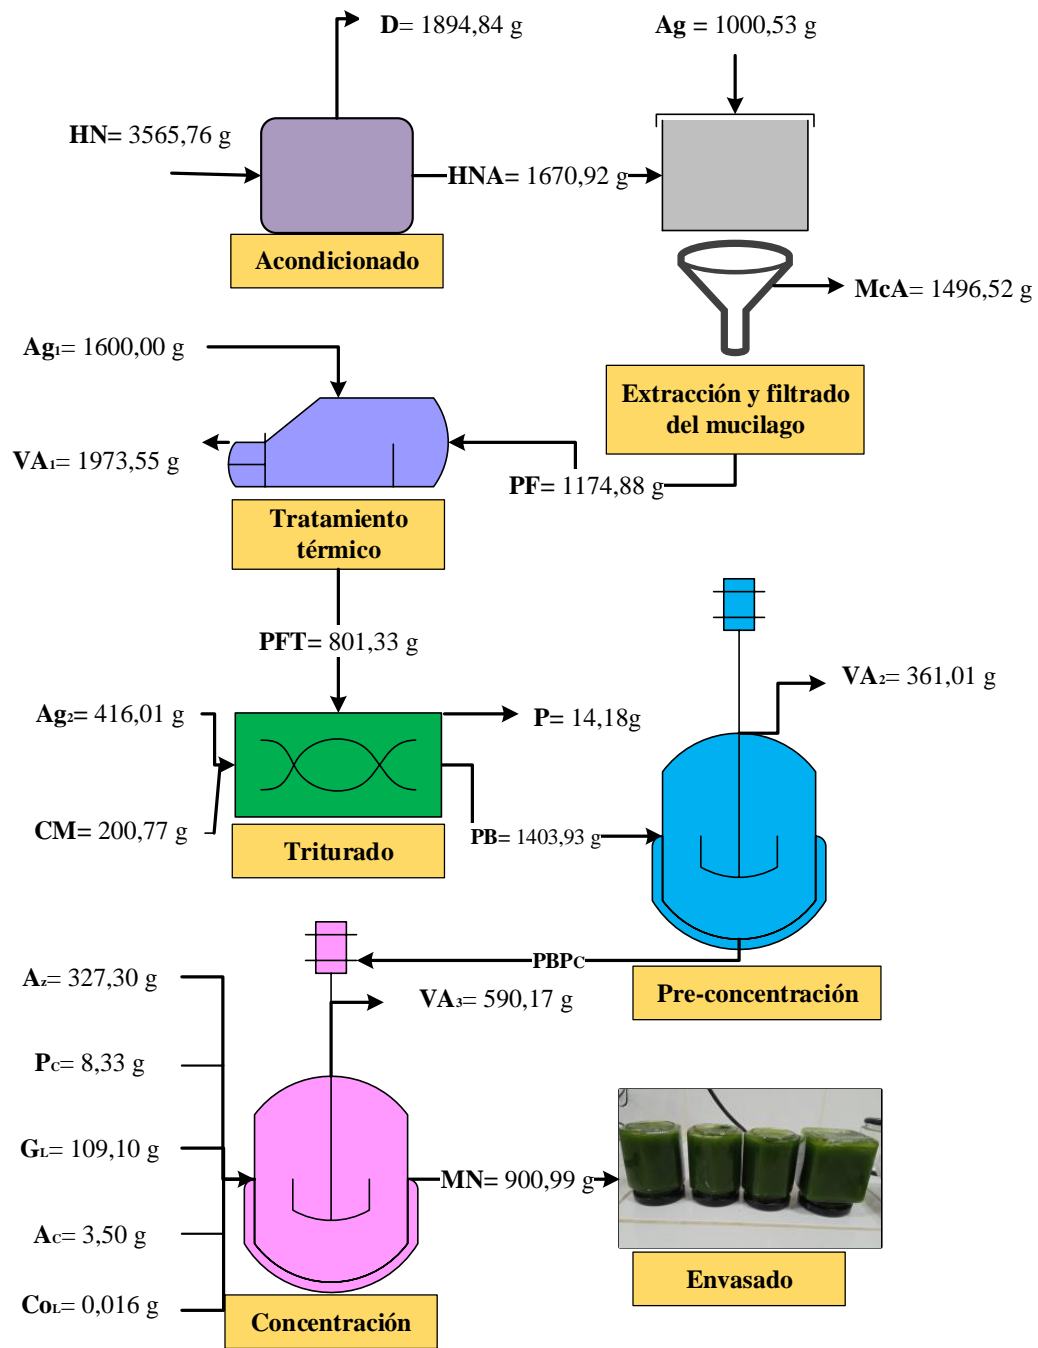 D= 1894,84 g
Ag = 1000,53 g
HN= 3565,76 g
HNA= 1670,92 g
Acondicionado
McA= 1496,52 g
Ag₁= 1600,00 g
Extracción y filtrado
del mucilago
VA₁= 1973,55 g
PF= 1174,88 g
Tratamiento
térmico
PFT= 801,33 g
VA₂= 361,01 g
Ag₂= 416,01 g
P= 14,18g
CM= 200,77 g
PB= 1403,93 g
Triturado
PBPC
Az= 327,30 g
VA₃= 590,17 g
Pre-concentración
PC= 8,33 g
GL= 109,10 g
MN= 900,99 g
AC= 3,50 g
Envasado
CoL= 0,016 g
Concentración